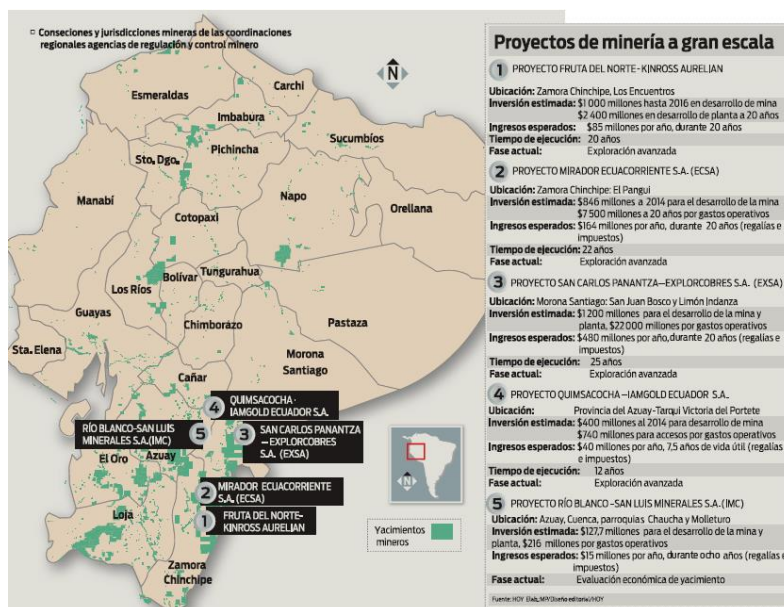 Conseciones y jurisdicciones mineras de las coordinaciones
regionales agencias de regulación y control minero
N
Esmeraldas
Carchi
Imbabura
Sucumbíos
Pichincha
Sto. Dgo.
Manabí
Napo
Orellana
Cotopaxi
Los Ríos
Bolívar
Tungurahua
Guayas
Chimborazo
Pastaza
Sta. Elena
Morona
Santiago
Cañar
4 QUIMSACOCHA -
IAMGOLD ECUADOR S.A.
RÍO BLANCO-SAN LUIS
MINERALES S.A.(IMC)
5
3 SAN CARLOS PANANTZA
– EXPLORCOBRES
S.A. (EXSA)
El Oro
Azuay
2 MIRADOR ECUACORRIENTE
S.A. (ECSA)
Loja
1 FRUTA DEL NORTE-
KINROSS AURELIAN
Zamora
Chinchipe
N
Yacimientos
mineros
Proyectos de minería a gran escala
1 PROYECTO FRUTA DEL NORTE-KINROSS AURELIAN
Ubicación: Zamora Chinchipe, Los Encuentros
Inversión estimada: $1 000 millones hasta 2016 en desarrollo de mina
$2 400 millones en desarrollo de planta a 20 años
Ingresos esperados: $85 millones por año, durante 20 años
Tiempo de ejecución: 20 años
Fase actual: Exploración avanzada
2 PROYECTO MIRADOR ECUACORRIENTE S.A. (ECSA)
Ubicación: Zamora Chinchipe: El Pangui
Inversión estimada: $846 millones a 2014 para el desarrollo de la mina
$7 500 millones a 20 años por gastos operativos
Ingresos esperados: $164 millones por año, durante 20 años (regalías e
impuestos)
Tiempo de ejecución: 22 años
Fase actual: Exploración avanzada
3 PROYECTO SAN CARLOS PANANTZA–EXPLORCOBRES S.A. (EXSA)
Ubicación: Morona Santiago: San Juan Bosco y Limón Indanza
Inversión estimada: $1 200 millones para el desarrollo de la mina y
planta, $22 000 millones por gastos operativos
Ingresos esperados: $480 millones por año, durante 20 años (regalías e
impuestos)
Tiempo de ejecución: 25 años
Fase actual: Exploración avanzada
4 PROYECTO QUIMSACOCHA –IAMGOLD ECUADOR S.A.
Ubicación: Provincia del Azuay-Tarqui Victoria del Portete
Inversión estimada: $400 millones al 2014 para desarrollo de mina
$740 millones para accesos por gastos operativos
Ingresos esperados: $40 millones por año, 7,5 años de vida útil (regalías
e impuestos)
Tiempo de ejecución: 12 años
Fase actual: Exploración avanzada
5 PROYECTO RÍO BLANCO -SAN LUIS MINERALES S.A. (IMC)
Ubicación: Azuay, Cuenca, parroquias Chaucha y Molleturo
Inversión estimada: $127,7 millones para el desarrollo de la mina y
planta, $216 millones por gastos operativos
Ingresos esperados: $15 millones por año, durante ocho años (regalías e
impuestos)
Fase actual: Evaluación económica de yacimiento
Fuente: HOY